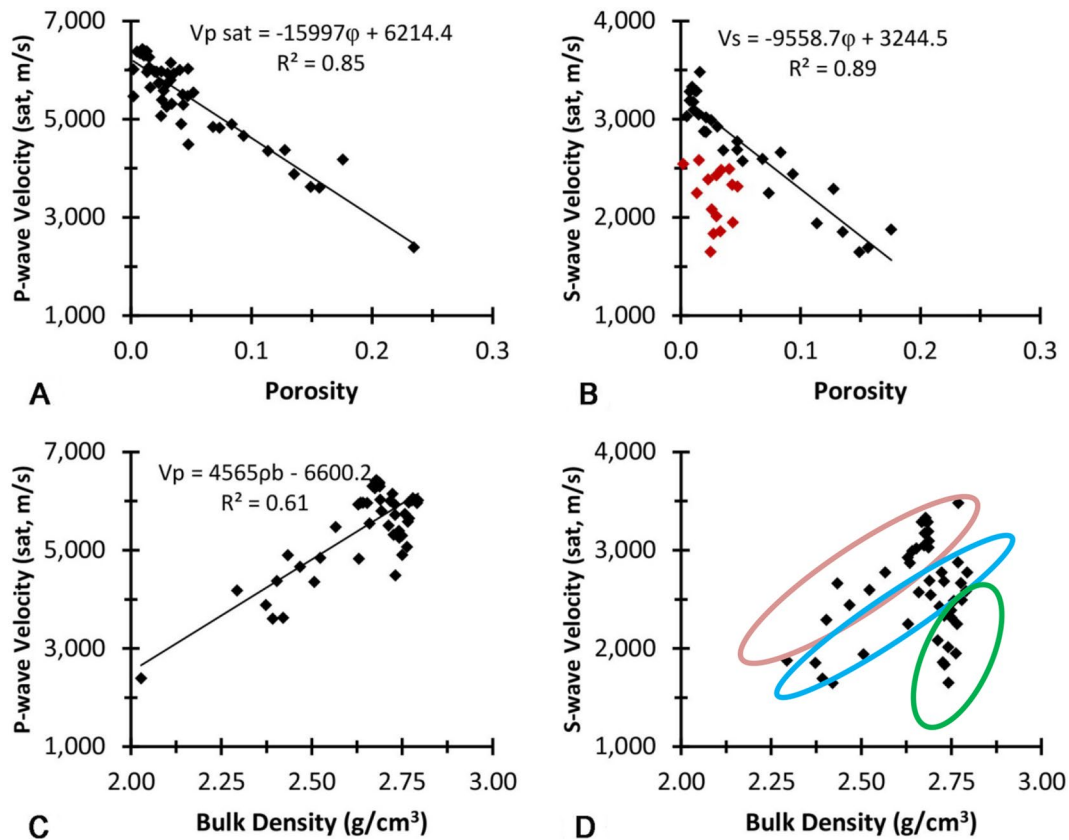 7,000
5,000
3,000
1,000
P-wave Velocity (sat, m/s)
Vp sat = -15997φ + 6214.4
R² = 0.85
0.0 0.1 0.2 0.3
Porosity
A
5,000
4,000
3,000
2,000
1,000
S-wave Velocity (sat, m/s)
Vs = -9558.7φ + 3244.5
R² = 0.89
0.0 0.1 0.2 0.3
Porosity
B
7,000
5,000
3,000
1,000
P-wave Velocity (sat, m/s)
Vp = 4565ρb - 6600.2
R² = 0.61
2.00 2.25 2.50 2.75 3.00
Bulk Density (g/cm³)
C
5,000
4,000
3,000
2,000
1,000
S-wave Velocity (sat, m/s)
2.00 2.25 2.50 2.75 3.00
Bulk Density (g/cm³)
D